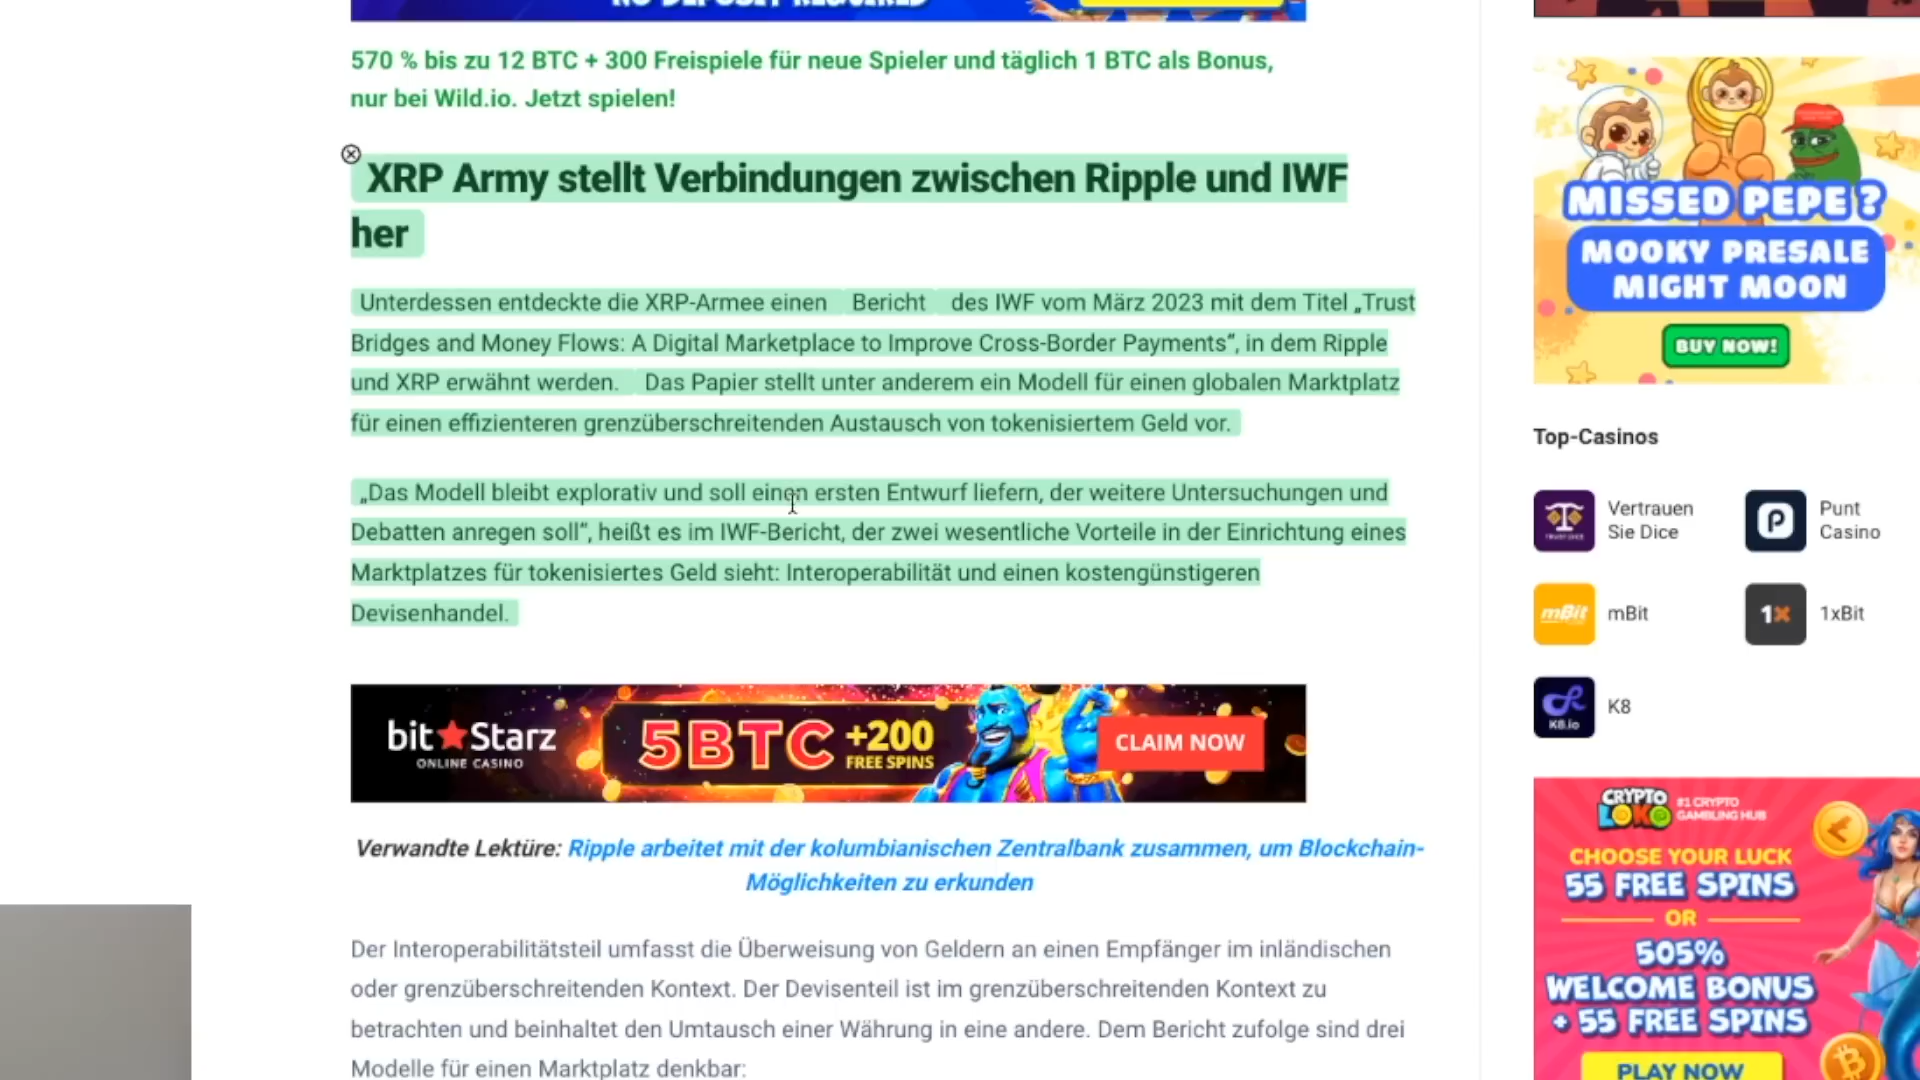 NO DEPOSIT REQUIRED
570 % bis zu 12 BTC + 300 Freispiele für neue Spieler und täglich 1 BTC als Bonus,
nur bei Wild.io. Jetzt spielen!
XRP Army stellt Verbindungen zwischen Ripple und IWF
her
Unterdessen entdeckte die XRP-Armee einen Bericht des IWF vom März 2023 mit dem Titel „Trust
Bridges and Money Flows: A Digital Marketplace to Improve Cross-Border Payments“, in dem Ripple
und XRP erwähnt werden. Das Papier stellt unter anderem ein Modell für einen globalen Marktplatz
für einen effizienteren grenzüberschreitenden Austausch von tokenisiertem Geld vor.
„Das Modell bleibt explorativ und soll einen ersten Entwurf liefern, der weitere Untersuchungen und
Debatten anregen soll“, heißt es im IWF-Bericht, der zwei wesentliche Vorteile in der Einrichtung eines
Marktplatzes für tokenisiertes Geld sieht: Interoperabilität und einen kostengünstigeren
Devisenhandel.
bitStarz
ONLINE CASINO
5BTC
+200
FREE SPINS
CLAIM NOW
Verwandte Lektüre: Ripple arbeitet mit der kolumbianischen Zentralbank zusammen, um Blockchain-
Möglichkeiten zu erkunden
Der Interoperabilitätsteil umfasst die Überweisung von Geldern an einen Empfänger im inländischen
oder grenzüberschreitenden Kontext. Der Devisenteil ist im grenzüberschreitenden Kontext zu
betrachten und beinhaltet den Umtausch einer Währung in eine andere. Dem Bericht zufolge sind drei
Modelle für einen Marktplatz denkbar:
MISSED PEPE ?
MOOKY PRESALE
MIGHT MOON
BUY NOW!
Top-Casinos
TRUST DICE
Vertrauen
Sie Dice
Punt
Casino
mBit
mBit
1x
1xBit
K8.io
K8
CRYPTO
LOKO
#1 CRYPTO
GAMBLING HUB
CHOOSE YOUR LUCK
55 FREE SPINS
OR
505%
WELCOME BONUS
+ 55 FREE SPINS
PLAY NOW